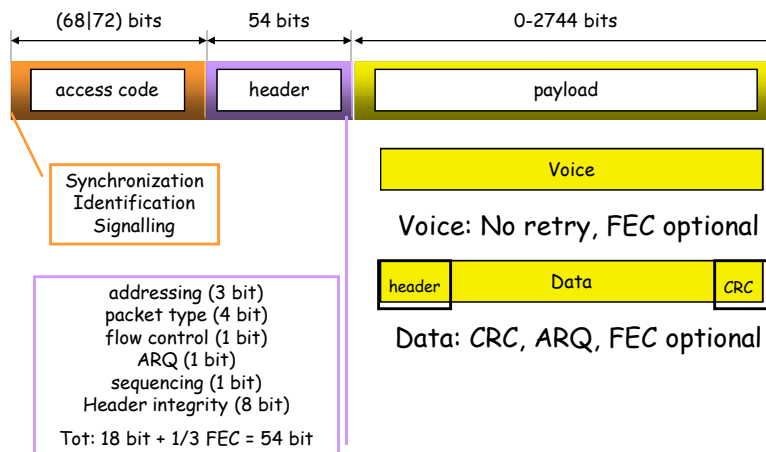 (68|72) bits
54 bits
0-2744 bits
access code
header
payload
Synchronization
Identification
Signalling
Voice
Voice: No retry, FEC optional
header
Data
CRC
Data: CRC, ARQ, FEC optional
addressing (3 bit)
packet type (4 bit)
flow control (1 bit)
ARQ (1 bit)
sequencing (1 bit)
Header integrity (8 bit)
Tot: 18 bit + 1/3 FEC = 54 bit